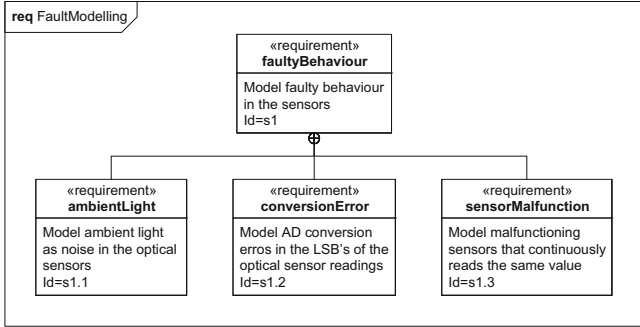 req FaultModelling
«requirement»
faultyBehaviour
Model faulty behaviour
in the sensors
Id=s1
«requirement»
ambientLight
Model ambient light
as noise in the optical
sensors
Id=s1.1
«requirement»
conversionError
Model AD conversion
erros in the LSB's of the
optical sensor readings
Id=s1.2
«requirement»
sensorMalfunction
Model malfunctioning
sensors that continuously
reads the same value
Id=s1.3